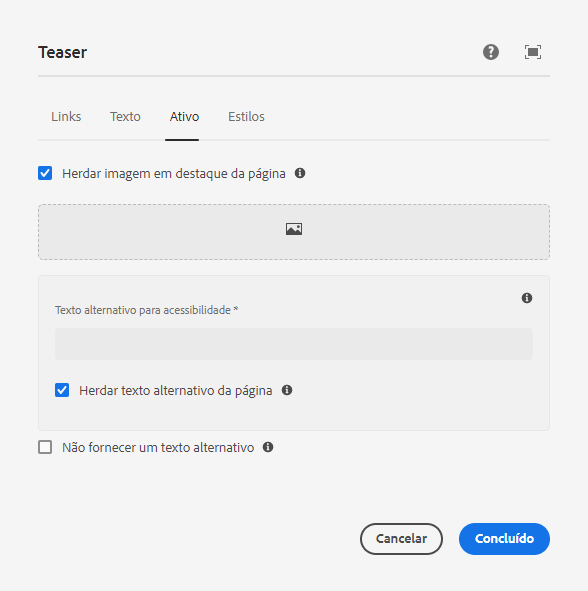 Teaser
Links Texto Ativo Estilos
Herdar imagem em destaque da página
Texto alternativo para acessibilidade *
Herdar texto alternativo da página
Não fornecer um texto alternativo
Cancelar Concluído